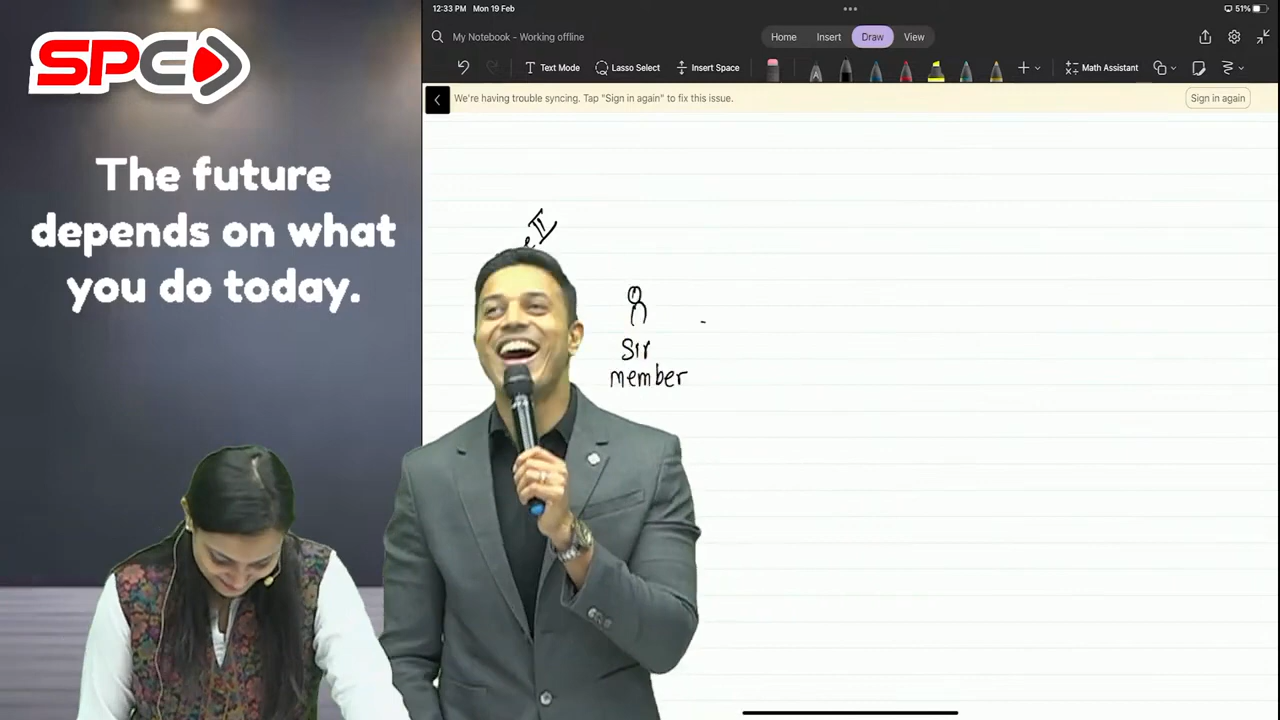 SPE
The future
depends on what
you do today.
12:33 PM Mon 19 Feb
51%
My Notebook - Working offline
Home Insert Draw View
Text Mode Lasso Select Insert Space Math Assistant
We're having trouble syncing. Tap "Sign in again" to fix this issue. Sign in again
II
Sir
member